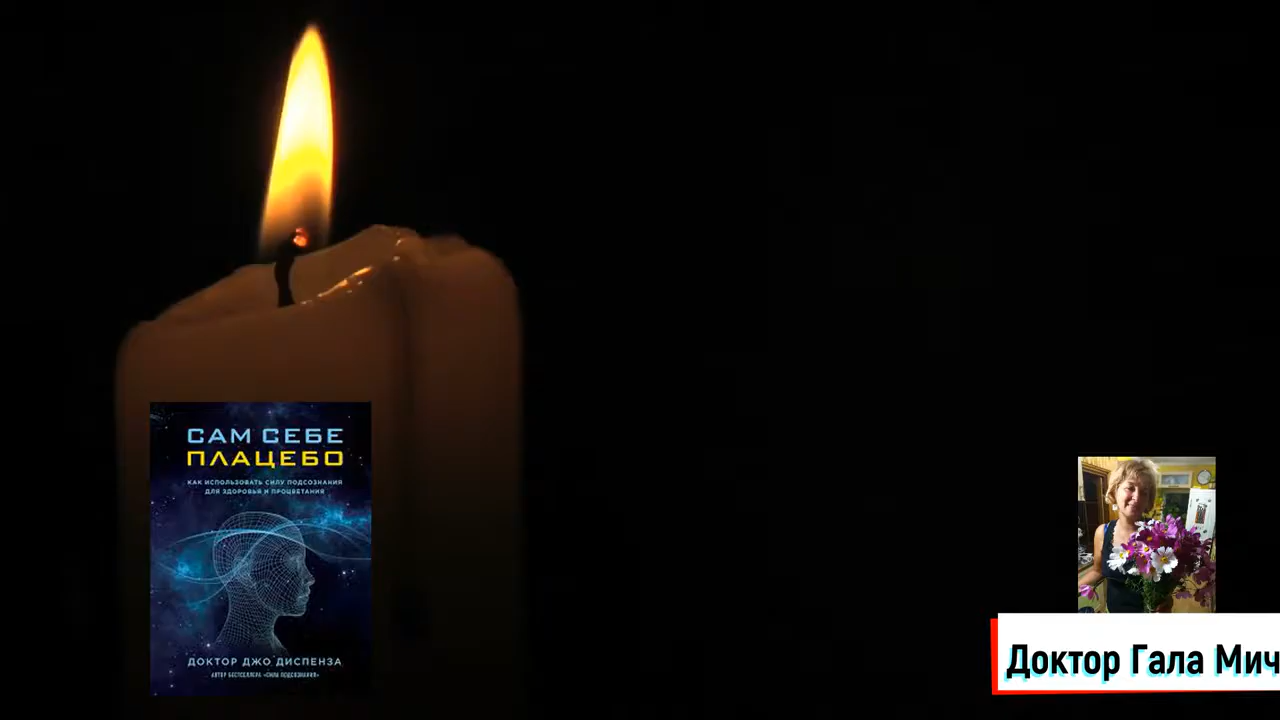 САМ СЕБЕ
ПЛАЦЕБО
КАК ИСПОЛЬЗОВАТЬ СИЛУ ПОДСОЗНАНИЯ
ДЛЯ ЗДОРОВЬЯ И ПРОЦВЕТАНИЯ
ДОКТОР ДЖО ДИСПЕНЗА
АВТОР БЕСТСЕЛЛЕРА «СИЛА ПОДСОЗНАНИЯ»
Доктор Гала Мич